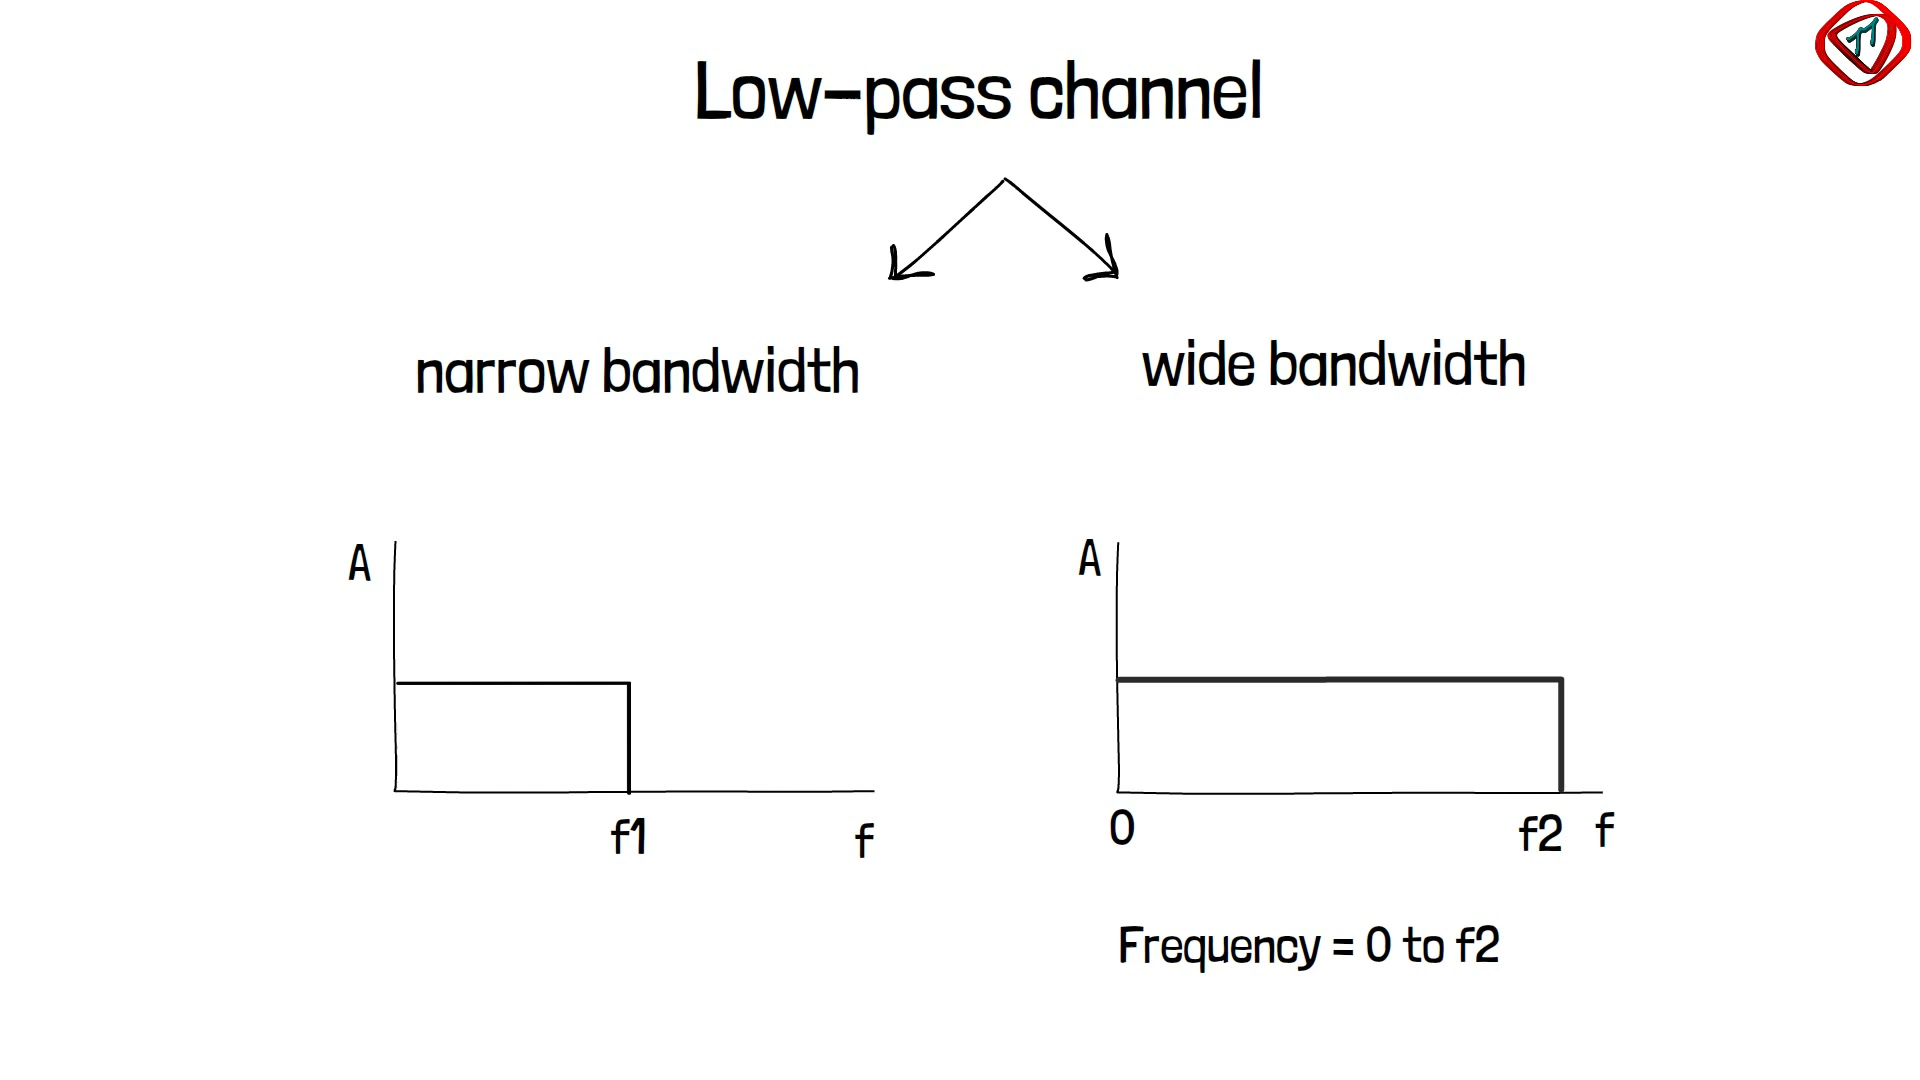 Low-pass channel
narrow bandwidth
wide bandwidth
A
A
f1
f
0
f2
f
Frequency = 0 to f2